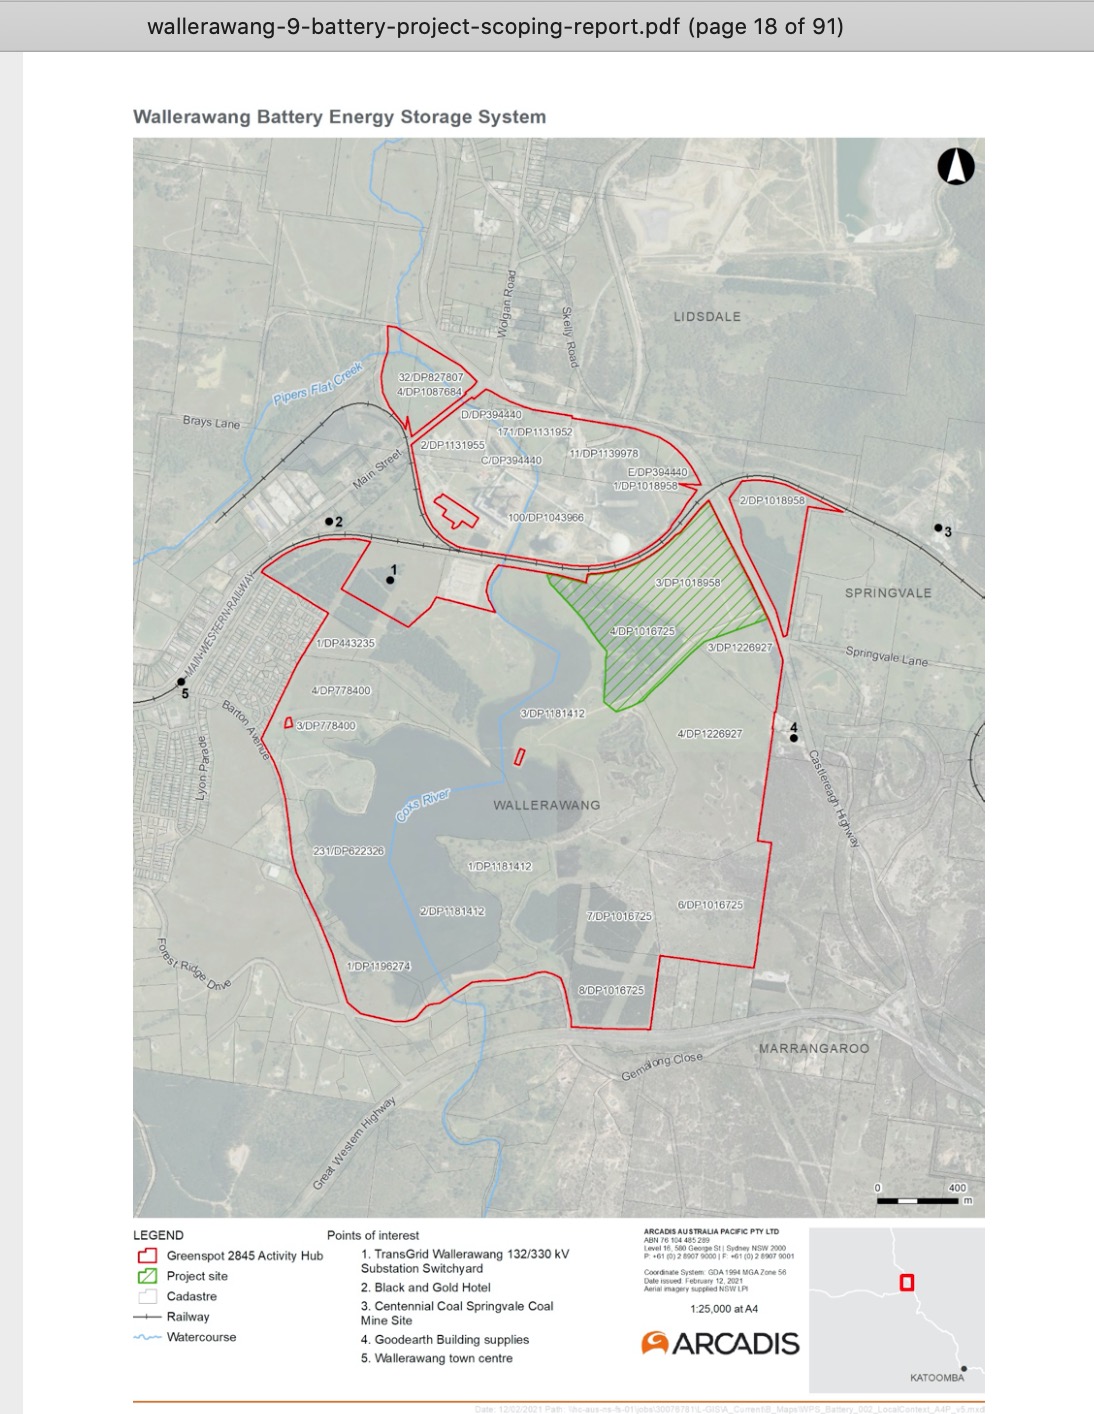 wallerawang-9-battery-project-scoping-report.pdf (page 18 of 91)
Wallerawang Battery Energy Storage System
Wolgan Road
Skelly Road
LIDSDALE
Pipers Flat Creek
32/DP827807
4/DP1087684
Brays Lane
D/DP394440
171/DP1131952
2/DP1131955
11/DP1139978
C/DP394440
Main Street
E/DP394440
1/DP1018958
2/DP1018958
100/DP1043966
2
3
1
3/DP1018958
SPRINGVALE
MAIN-WESTERN-RAILWAY
4/DP1016725
1/DP443235
3/DP1226927
Springvale Lane
5
4/DP778400
Barton Avenue
3/DP778400
3/DP1181412
4/DP1226927
4
Lyon Parade
Castlereagh Highway
Coxs River
WALLERAWANG
231/DP622326
1/DP1181412
2/DP1181412
7/DP1016725
6/DP1016725
Forest Ridge Drive
1/DP1196274
8/DP1016725
MARRANGAROO
Gemalong Close
Great Western Highway
0 400
m
LEGEND
Greenspot 2845 Activity Hub
Project site
Cadastre
Railway
Watercourse
Points of interest
1. TransGrid Wallerawang 132/330 kV
Substation Switchyard
2. Black and Gold Hotel
3. Centennial Coal Springvale Coal
Mine Site
4. Goodearth Building supplies
5. Wallerawang town centre
ARCADIS AUSTRALIA PACIFIC PTY LTD
ABN 76 104 485 289
Level 16, 580 George St | Sydney NSW 2000
P: +61 (0) 2 8907 9000 | F: +61 (0) 2 8907 9001
Coordinate System: GDA 1994 MGA Zone 56
Date issued: February 12, 2021
Aerial imagery supplied NSW LPI
1:25,000 at A4
ARCADIS
KATOOMBA
Date: 12/02/2021 Path: